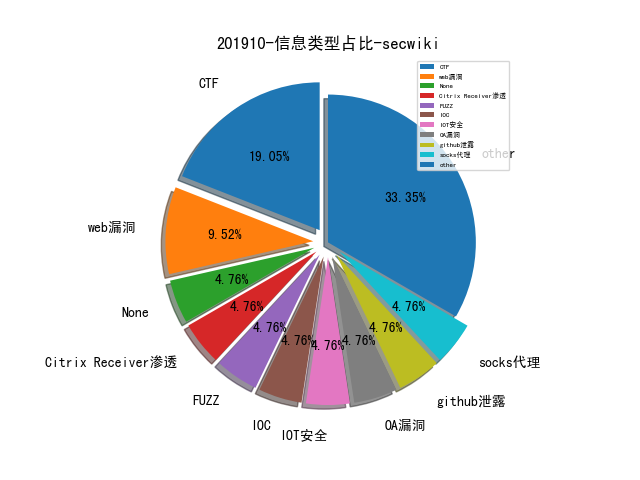 201910-信息类型占比-secwiki
CTF
web漏洞
None
Citrix Receiver渗透
FUZZ
IOC
IOT安全
OA漏洞
github泄露
socks代理
other
CTF
19.05%
other
33.35%
web漏洞
9.52%
None
4.76%
Citrix Receiver渗透
4.76%
FUZZ
4.76%
IOC
4.76%
IOT安全
4.76%
OA漏洞
4.76%
github泄露
4.76%
socks代理
4.76%